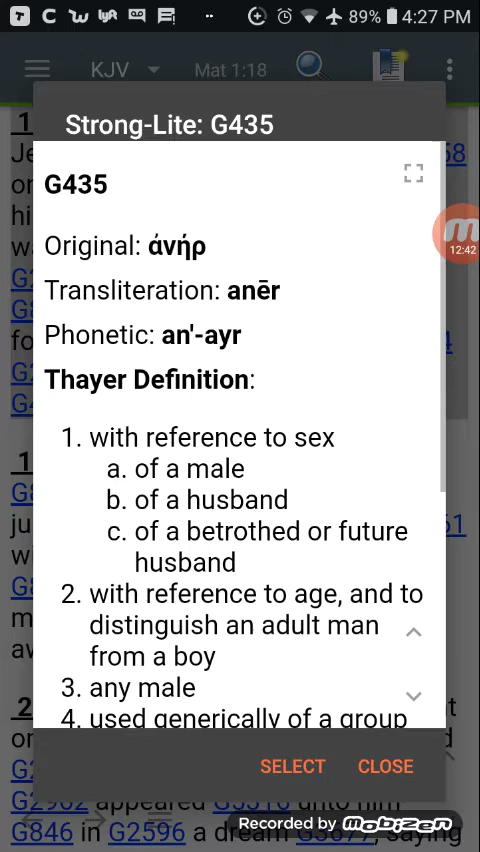 89% 4:27 PM
KJV Mat 1:18
Strong-Lite: G435
G435
12:42
Original: ἀνήρ
Transliteration: anēr
Phonetic: an'-ayr
Thayer Definition:
1. with reference to sex
a. of a male
b. of a husband
c. of a betrothed or future
husband
2. with reference to age, and to
distinguish an adult man
from a boy
3. any male
4. used generically of a group
SELECT CLOSE
G2962 appeared G5316 unto him
Recorded by Mobizen
G846 in G2596 a dream G3677, saying